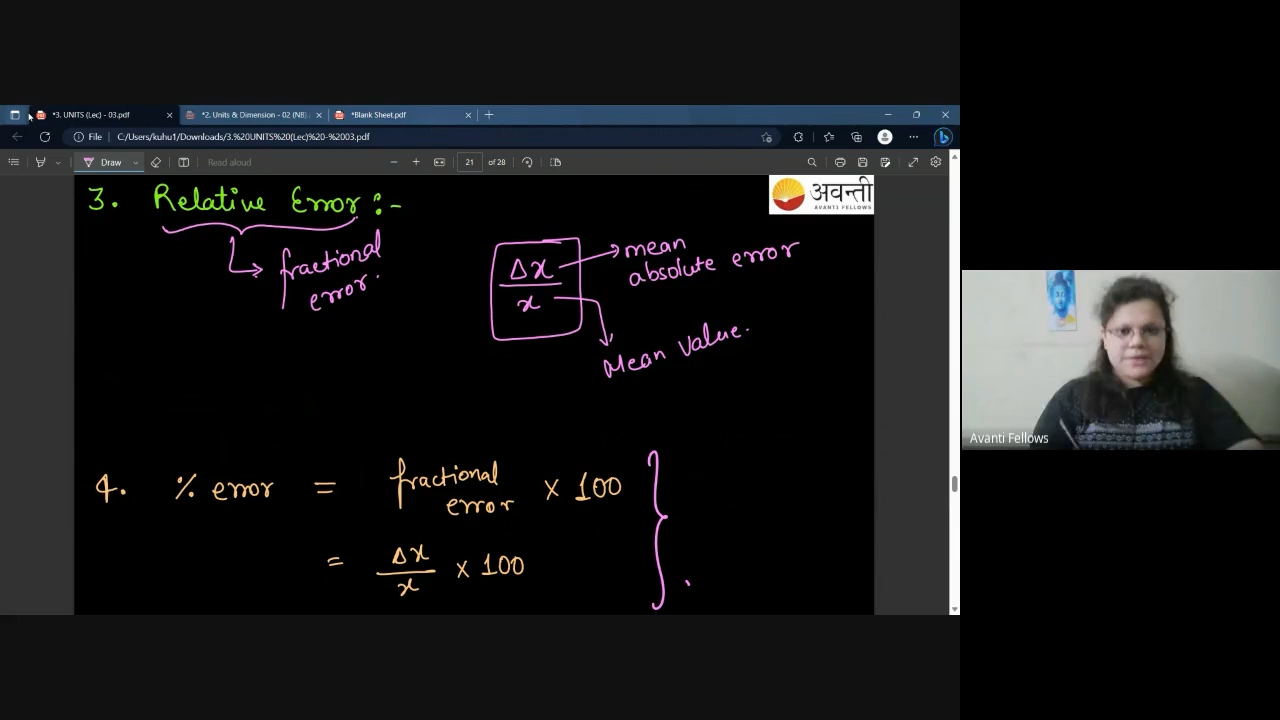 *3. UNITS (Lec) - 03.pdf
*2. Units & Dimension - 02 (NB).
*Blank Sheet.pdf
File
C:/Users/kuhu1/Downloads/3.%20UNITS%20(Lec)%20-%2003.pdf
Draw
Read aloud
21 of 28
3. Relative Error :-
fractional
error.
Δx
x
mean
absolute error
Mean value.
अवन्ती
AVANTI FELLOWS
4. % error = fractional error × 100
= Δx/x × 100
Avanti Fellows